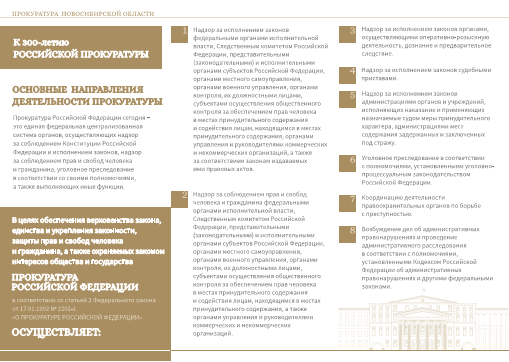 ПРОКУРАТУРА НОВОСИБИРСКОЙ ОБЛАСТИ
К 300-летию
РОССИЙСКОЙ ПРОКУРАТУРЫ
ОСНОВНЫЕ НАПРАВЛЕНИЯ
ДЕЯТЕЛЬНОСТИ ПРОКУРАТУРЫ
Прокуратура Российской Федерации сегодня –
это единая федеральная централизованная
система органов, осуществляющих надзор
за соблюдением Конституции Российской
Федерации и исполнением законов, надзор
за соблюдением прав и свобод человека
и гражданина, уголовное преследование
в соответствии со своими полномочиями,
а также выполняющих иные функции.
В целях обеспечения верховенства закона,
единства и укрепления законности,
защиты прав и свобод человека
и гражданина, а также охраняемых законом
интересов общества и государства
ПРОКУРАТУРА
РОССИЙСКОЙ ФЕДЕРАЦИИ
в соответствии со статьей 2 Федерального закона
от 17.01.1992 № 2202-1
«О ПРОКУРАТУРЕ РОССИЙСКОЙ ФЕДЕРАЦИИ»
ОСУЩЕСТВЛЯЕТ:
1 Надзор за исполнением законов
федеральными органами исполнительной
власти, Следственным комитетом Российской
Федерации, представительными
(законодательными) и исполнительными
органами субъектов Российской Федерации,
органами местного самоуправления,
органами военного управления, органами
контроля, их должностными лицами,
субъектами осуществления общественного
контроля за обеспечением прав человека
в местах принудительного содержания
и содействия лицам, находящимся в местах
принудительного содержания, органами
управления и руководителями коммерческих
и некоммерческих организаций, а также
за соответствием законам издаваемых
ими правовых актов.
2 Надзор за соблюдением прав и свобод
человека и гражданина федеральными
органами исполнительной власти,
Следственным комитетом Российской
Федерации, представительными
(законодательными) и исполнительными
органами субъектов Российской Федерации,
органами местного самоуправления,
органами военного управления, органами
контроля, их должностными лицами,
субъектами осуществления общественного
контроля за обеспечением прав человека
в местах принудительного содержания
и содействия лицам, находящимся в местах
принудительного содержания, а также
органами управления и руководителями
коммерческих и некоммерческих
организаций.
3 Надзор за исполнением законов органами,
осуществляющими оперативно-розыскную
деятельность, дознание и предварительное
следствие.
4 Надзор за исполнением законов судебными
приставами.
5 Надзор за исполнением законов
администрациями органов и учреждений,
исполняющих наказание и применяющих
назначаемые судом меры принудительного
характера, администрациями мест
содержания задержанных и заключенных
под стражу.
6 Уголовное преследование в соответствии
с полномочиями, установленными уголовно-
процессуальным законодательством
Российской Федерации.
7 Координацию деятельности
правоохранительных органов по борьбе
с преступностью.
8 Возбуждение дел об административных
правонарушениях и проведение
административного расследования
в соответствии с полномочиями,
установленными Кодексом Российской
Федерации об административных
правонарушениях и другими федеральными
законами.